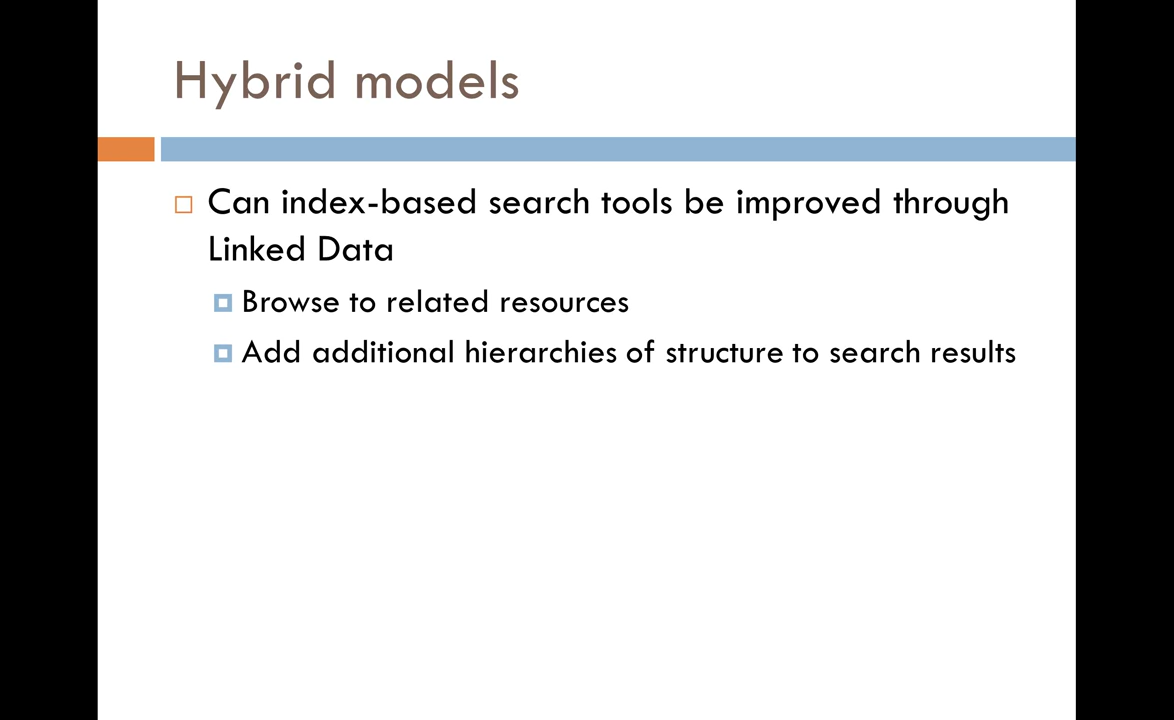 Hybrid models
Can index-based search tools be improved through
Linked Data
Browse to related resources
Add additional hierarchies of structure to search results